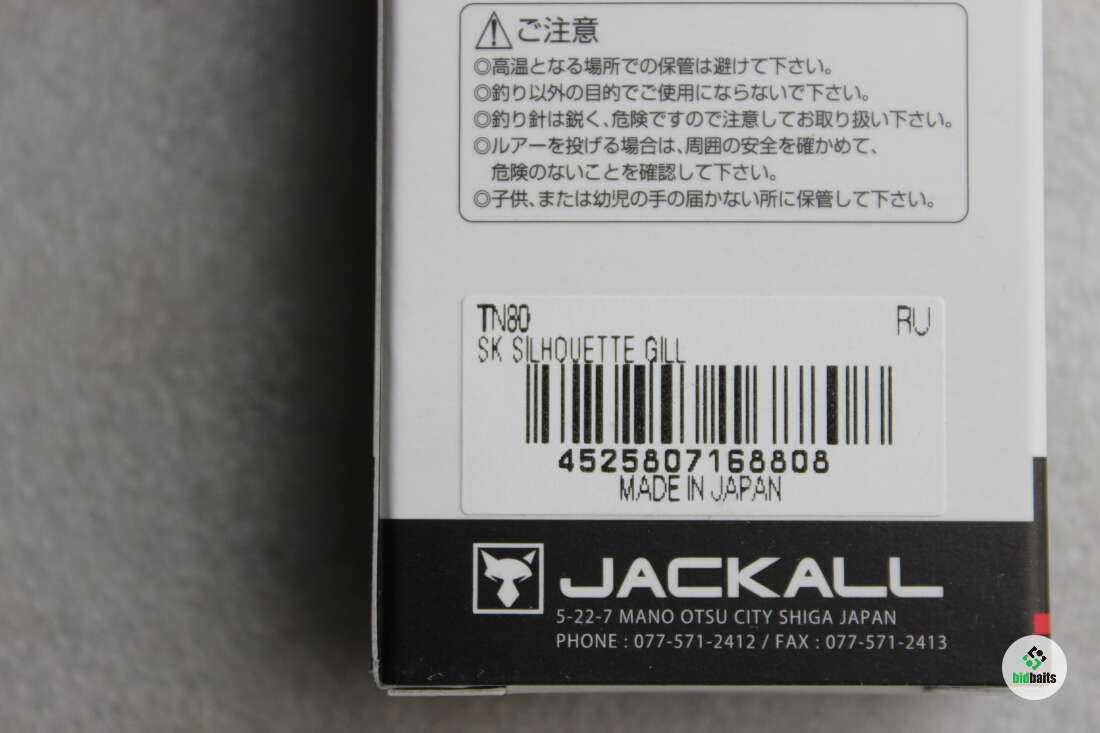 ご注意
◎高温となる場所での保管は避けて下さい。
◎釣り以外の目的でご使用にならないで下さい。
◎釣り針は鋭く、危険ですので注意してお取り扱い下さい。
◎ルアーを投げる場合は、周囲の安全を確かめて、
危険のないことを確認して下さい。
◎子供、または幼児の手の届かない所に保管して下さい。
TN80 RU
SK SILHOUETTE GILL
4525807168808
MADE IN JAPAN
JACKALL
5-22-7 MANO OTSU CITY SHIGA JAPAN
PHONE : 077-571-2412 / FAX : 077-571-2413
bidbaits